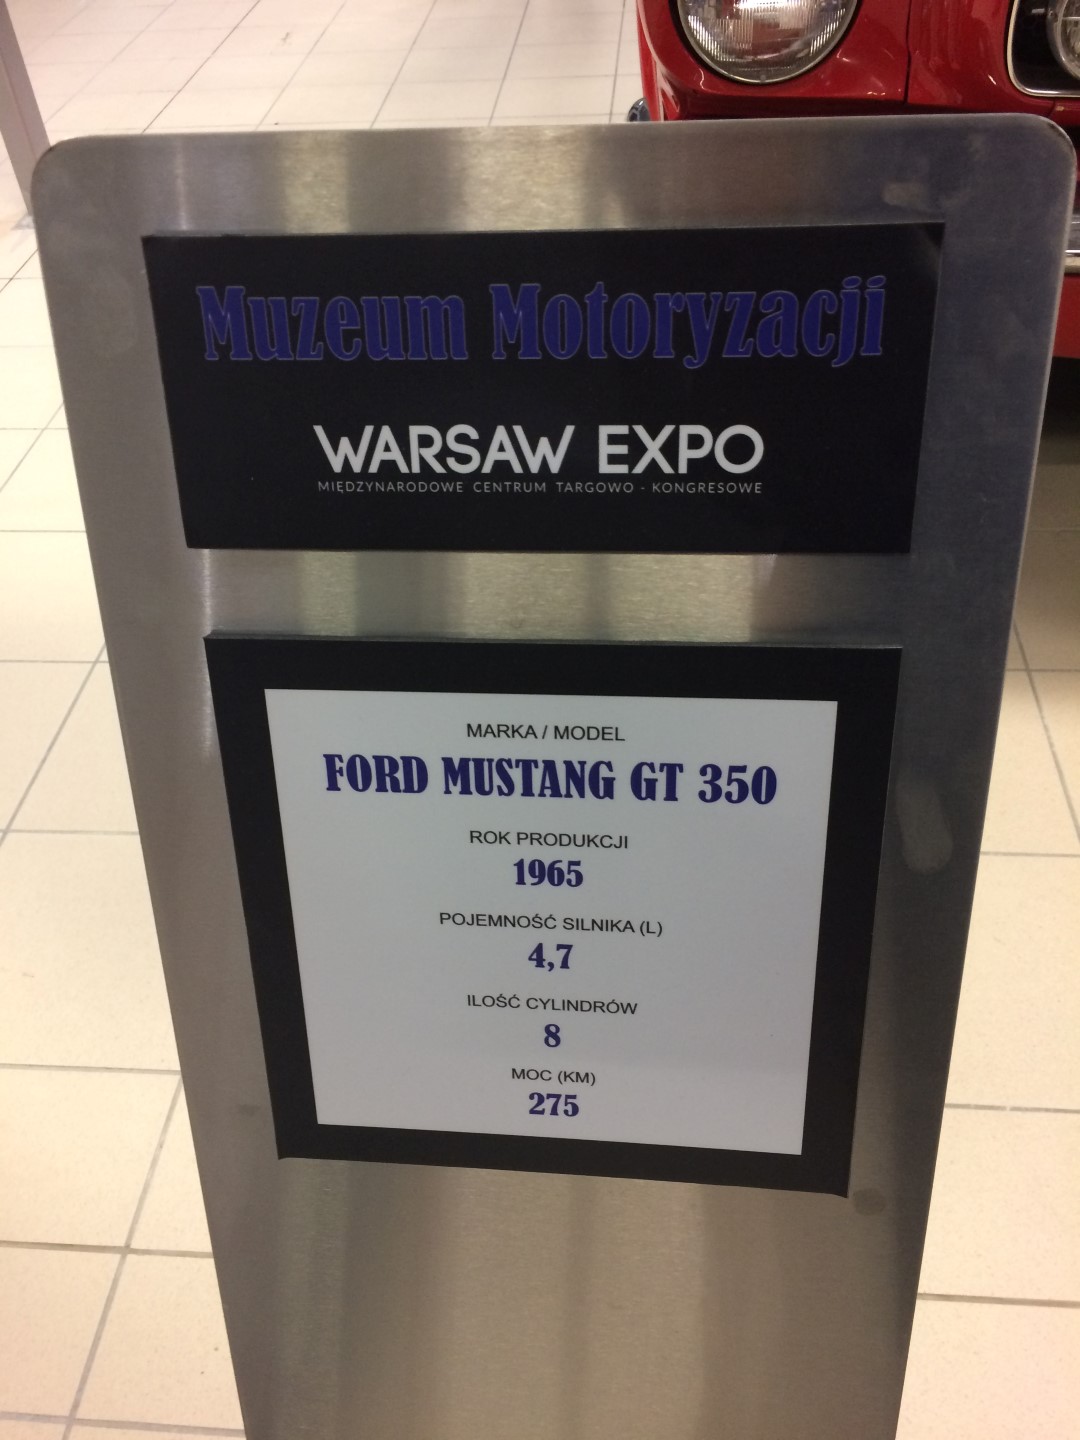 Muzeum Motoryzacji
WARSAW EXPO
MIĘDZYNARODOWE CENTRUM TARGOWO - KONGRESOWE
MARKA / MODEL
FORD MUSTANG GT 350
ROK PRODUKCJI
1965
POJEMNOŚĆ SILNIKA (L)
4,7
ILOŚĆ CYLINDRÓW
8
MOC (KM)
275